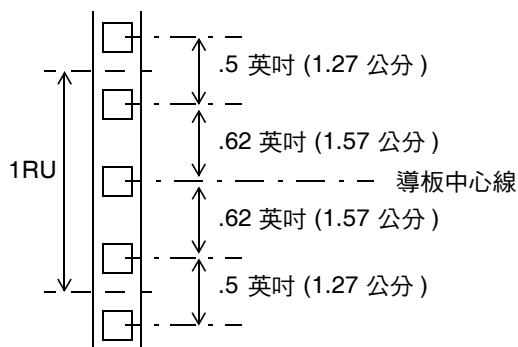 .5 英吋 (1.27 公分 )
.62 英吋 (1.57 公分 )
1RU
導板中心線
.62 英吋 (1.57 公分 )
.5 英吋 (1.27 公分 )